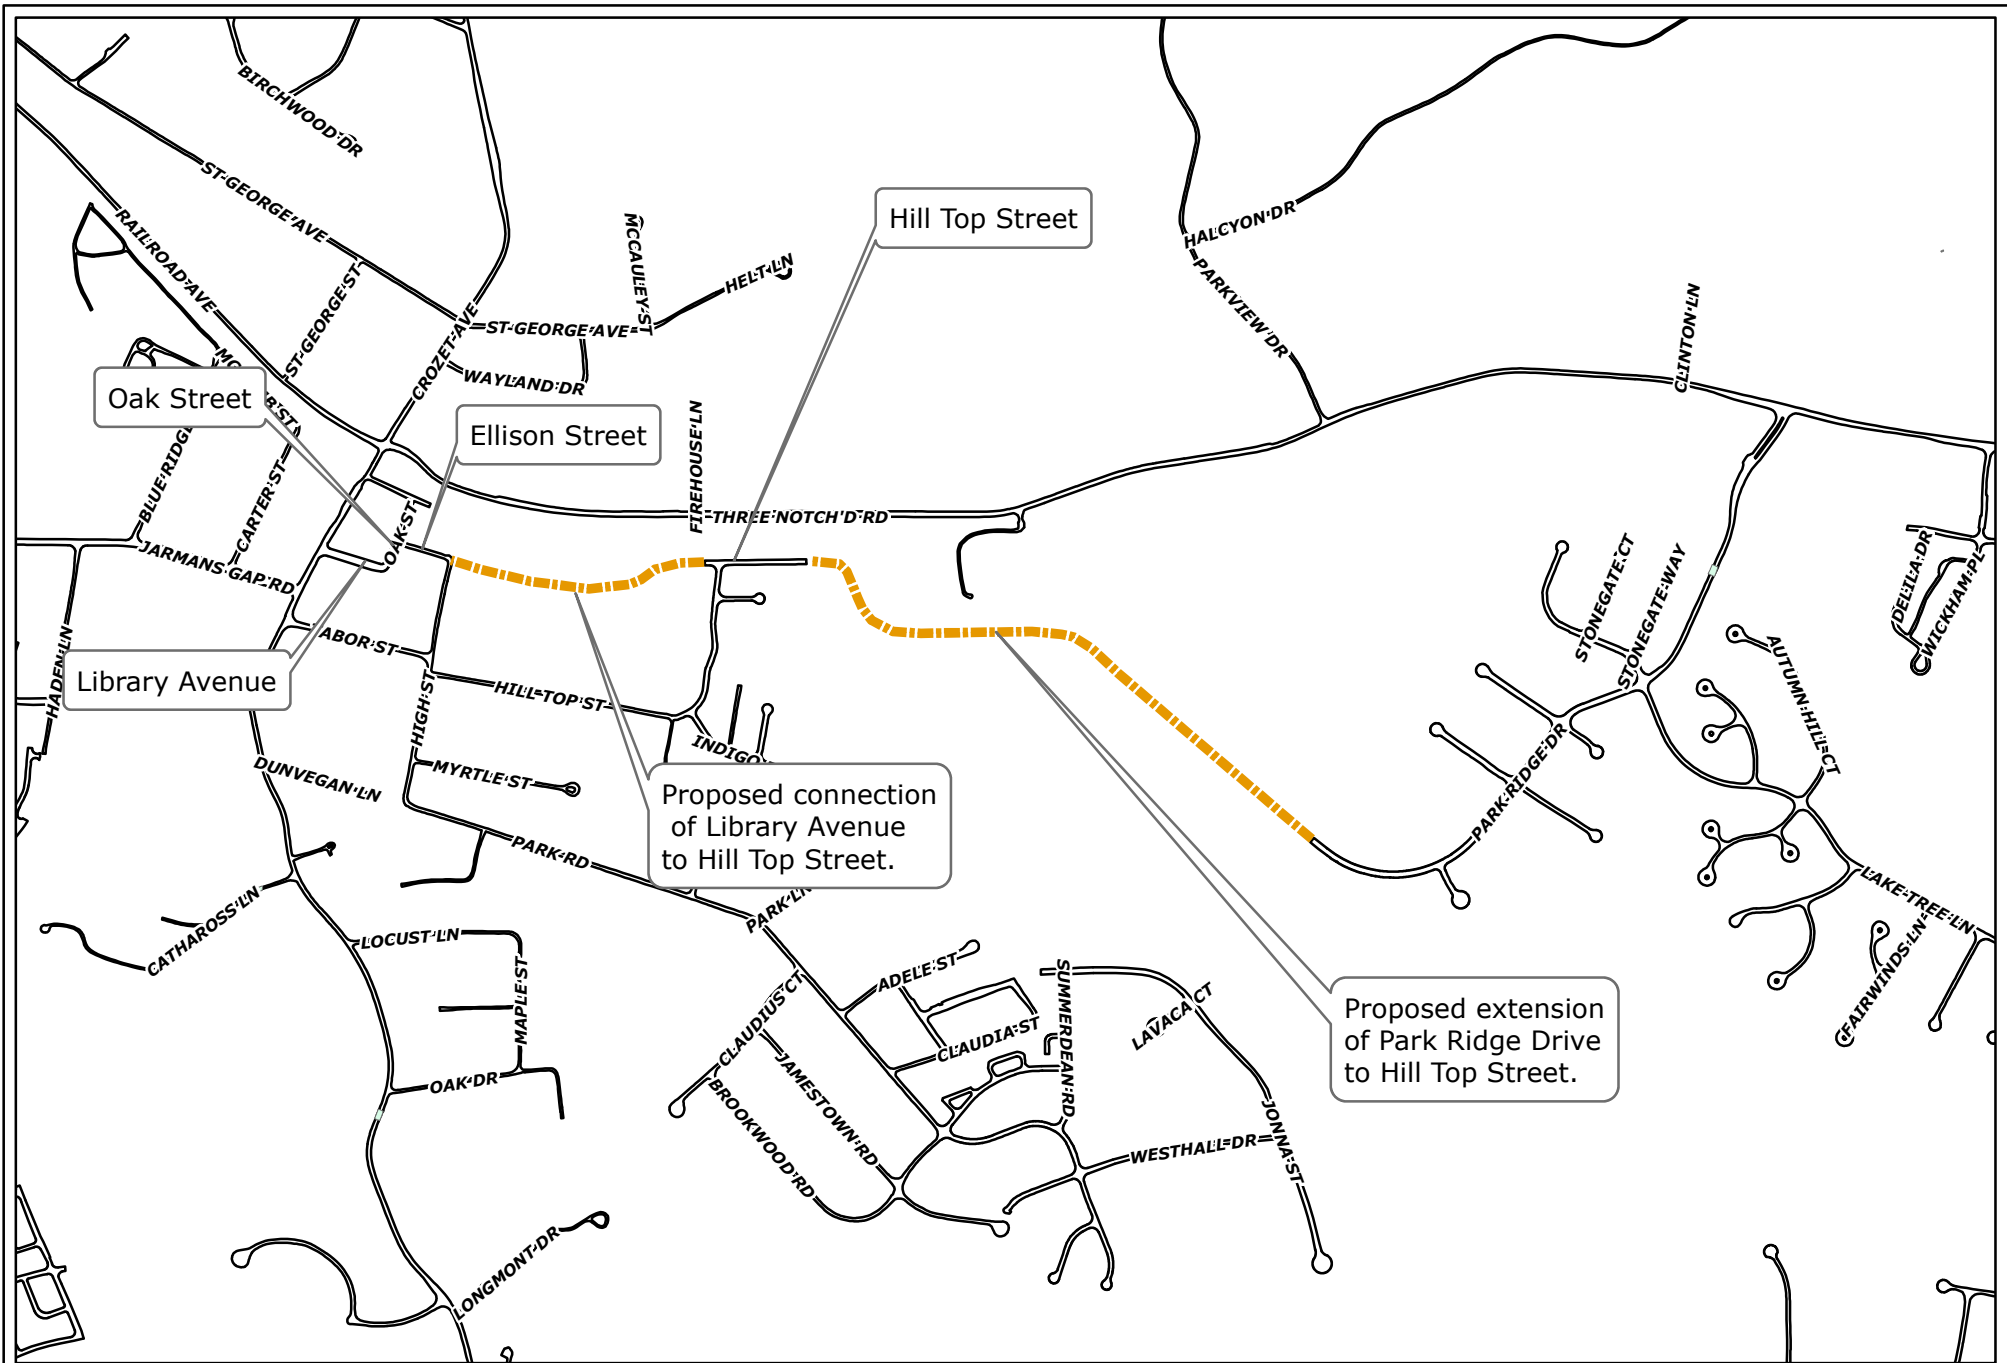 BIRCHWOOD DR
ST GEORGE AVE
RAILROAD AVE
MCCAULEY ST
HELT LN
Hill Top Street
HALCYON DR
PARKVIEW DR
CLINTON LN
ST GEORGE ST
CROZET AVE
ST GEORGE AVE
WAYLAND DR
Oak Street
Ellison Street
BLUE RIDGE
CARTER ST
FIREHOUSE LN
THREE NOTCH'D RD
OAK ST
JARMANS GAP RD
STONEGATE CT
STONEGATE WAY
DELILA DR
WICKHAM PL
HADEN LN
Library Avenue
HIGH ST
HILL TOP ST
INDIGO
AUTUMN HILL CT
DUNVEGAN LN
MYRTLE ST
Proposed connection
of Library Avenue
to Hill Top Street.
PARK RIDGE DR
PARK RD
PARK LN
CATHAROSS LN
LOCUST LN
MAPLE ST
LAKE TREE LN
FAIRWINDS LN
ADELE ST
CLAUDIUS CT
CLAUDIA ST
SUMMERDEAN RD
LAVACA CT
Proposed extension
of Park Ridge Drive
to Hill Top Street.
JAMESTOWN RD
BROOKWOOD RD
OAK DR
WESTHALL DR
JONNA ST
LONGMONT DR